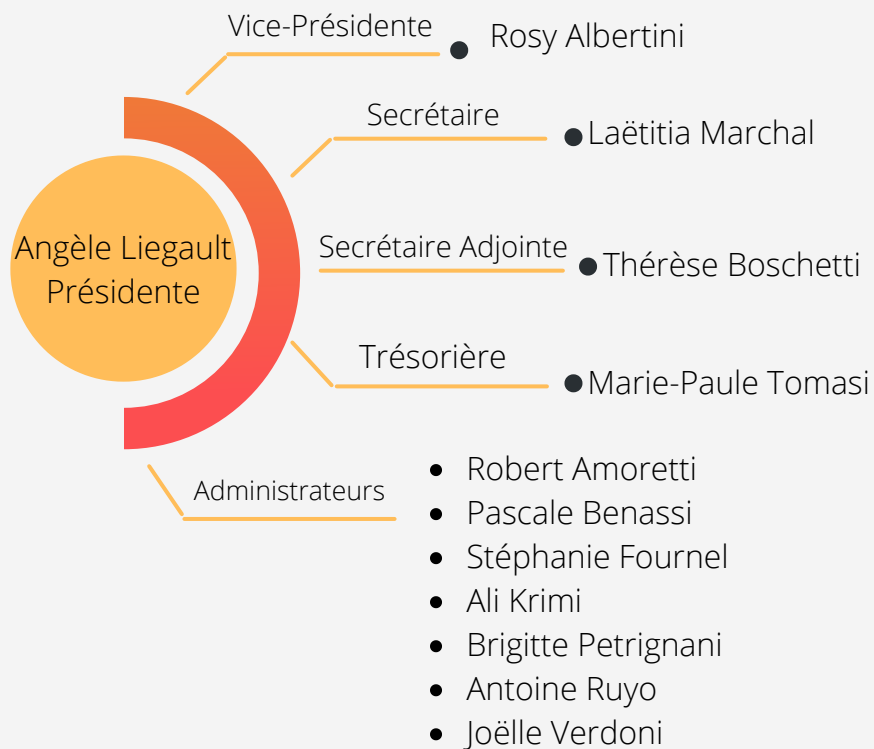 Vice-Présidente
Rosy Albertini
Secrétaire
Laëtitia Marchal
Angèle Liegault
Présidente
Secrétaire Adjointe
Thérèse Boschetti
Trésorière
Marie-Paule Tomasi
Administrateurs
Robert Amoretti
Pascale Benassi
Stéphanie Fournel
Ali Krimi
Brigitte Petrignani
Antoine Ruyo
Joëlle Verdoni